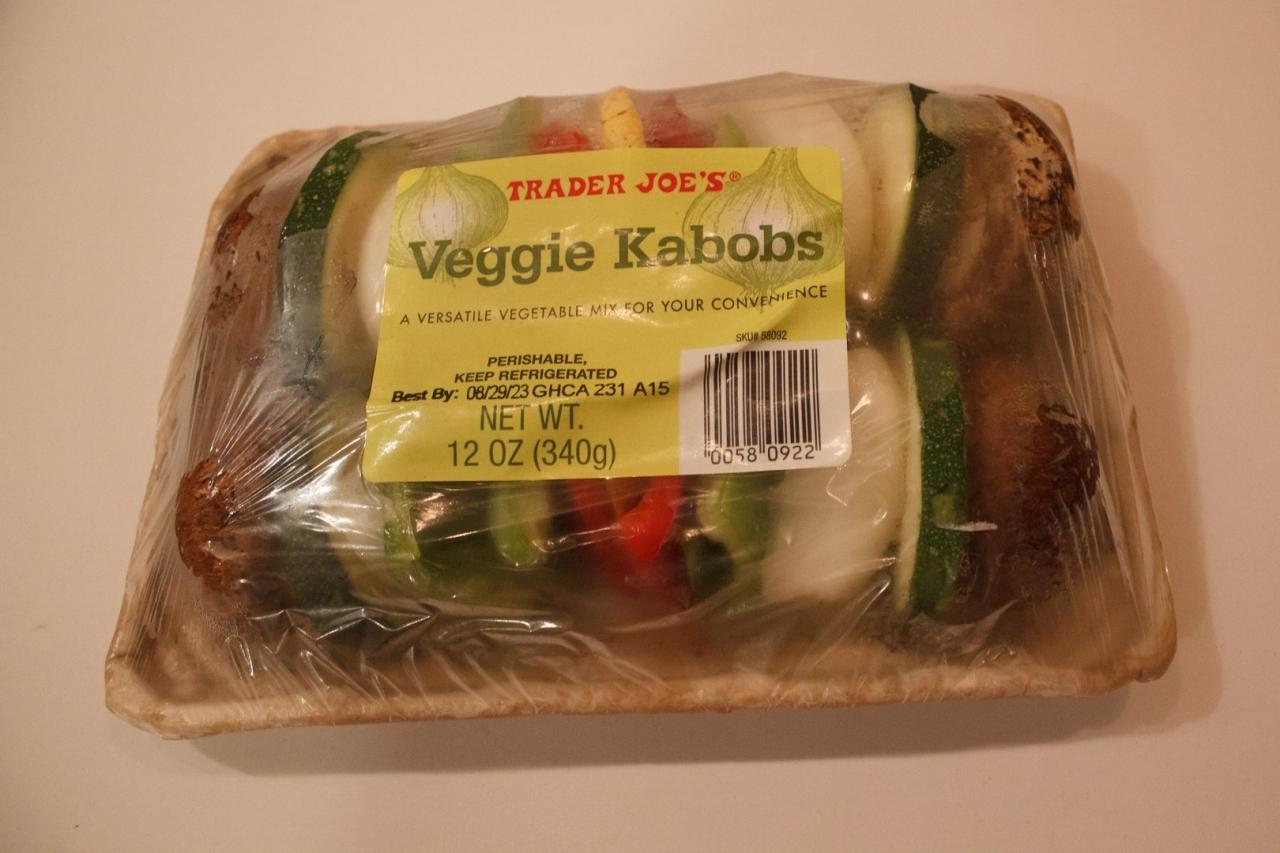 TRADER JOE'S®
Veggie Kabobs
A VERSATILE VEGETABLE MIX FOR YOUR CONVENIENCE
SKU# 58092
PERISHABLE,
KEEP REFRIGERATED
Best By: 08/29/23 GHCA 231 A15
NET WT.
12 OZ (340g)
0058 0922